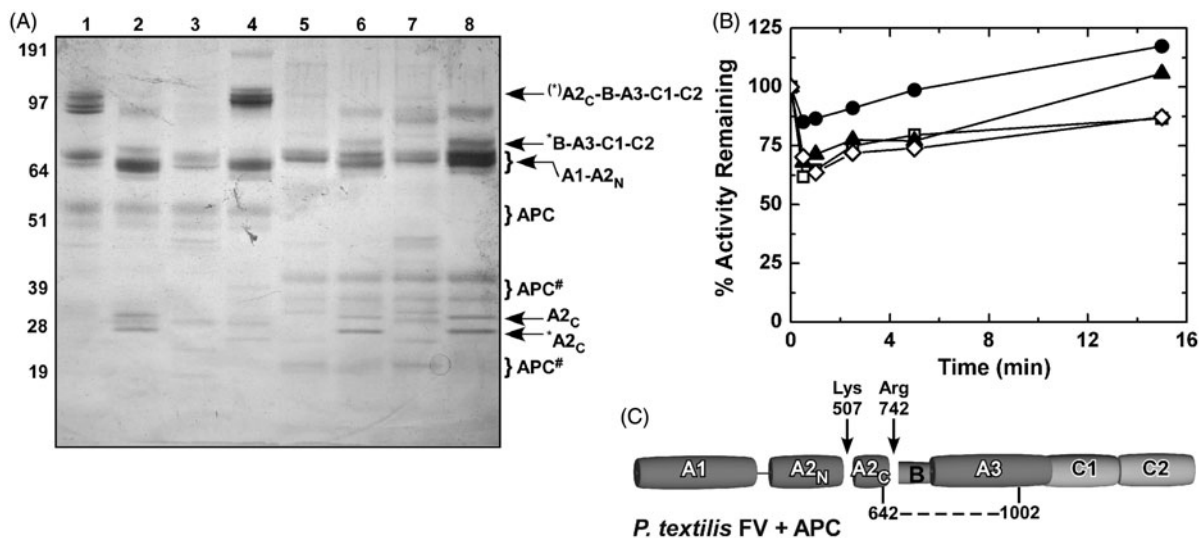 (A)
1 2 3 4 5 6 7 8
191
97
64
51
39
28
19
(*)A2C-B-A3-C1-C2
*B-A3-C1-C2
A1-A2N
APC
APC#
A2C
*A2C
APC#
(B)
% Activity Remaining
125
100
75
50
25
0
0 4 8 12 16
Time (min)
(C)
Lys Arg
507 742
A1 A2N A2C B A3 C1 C2
642 1002
P. textilis FV + APC